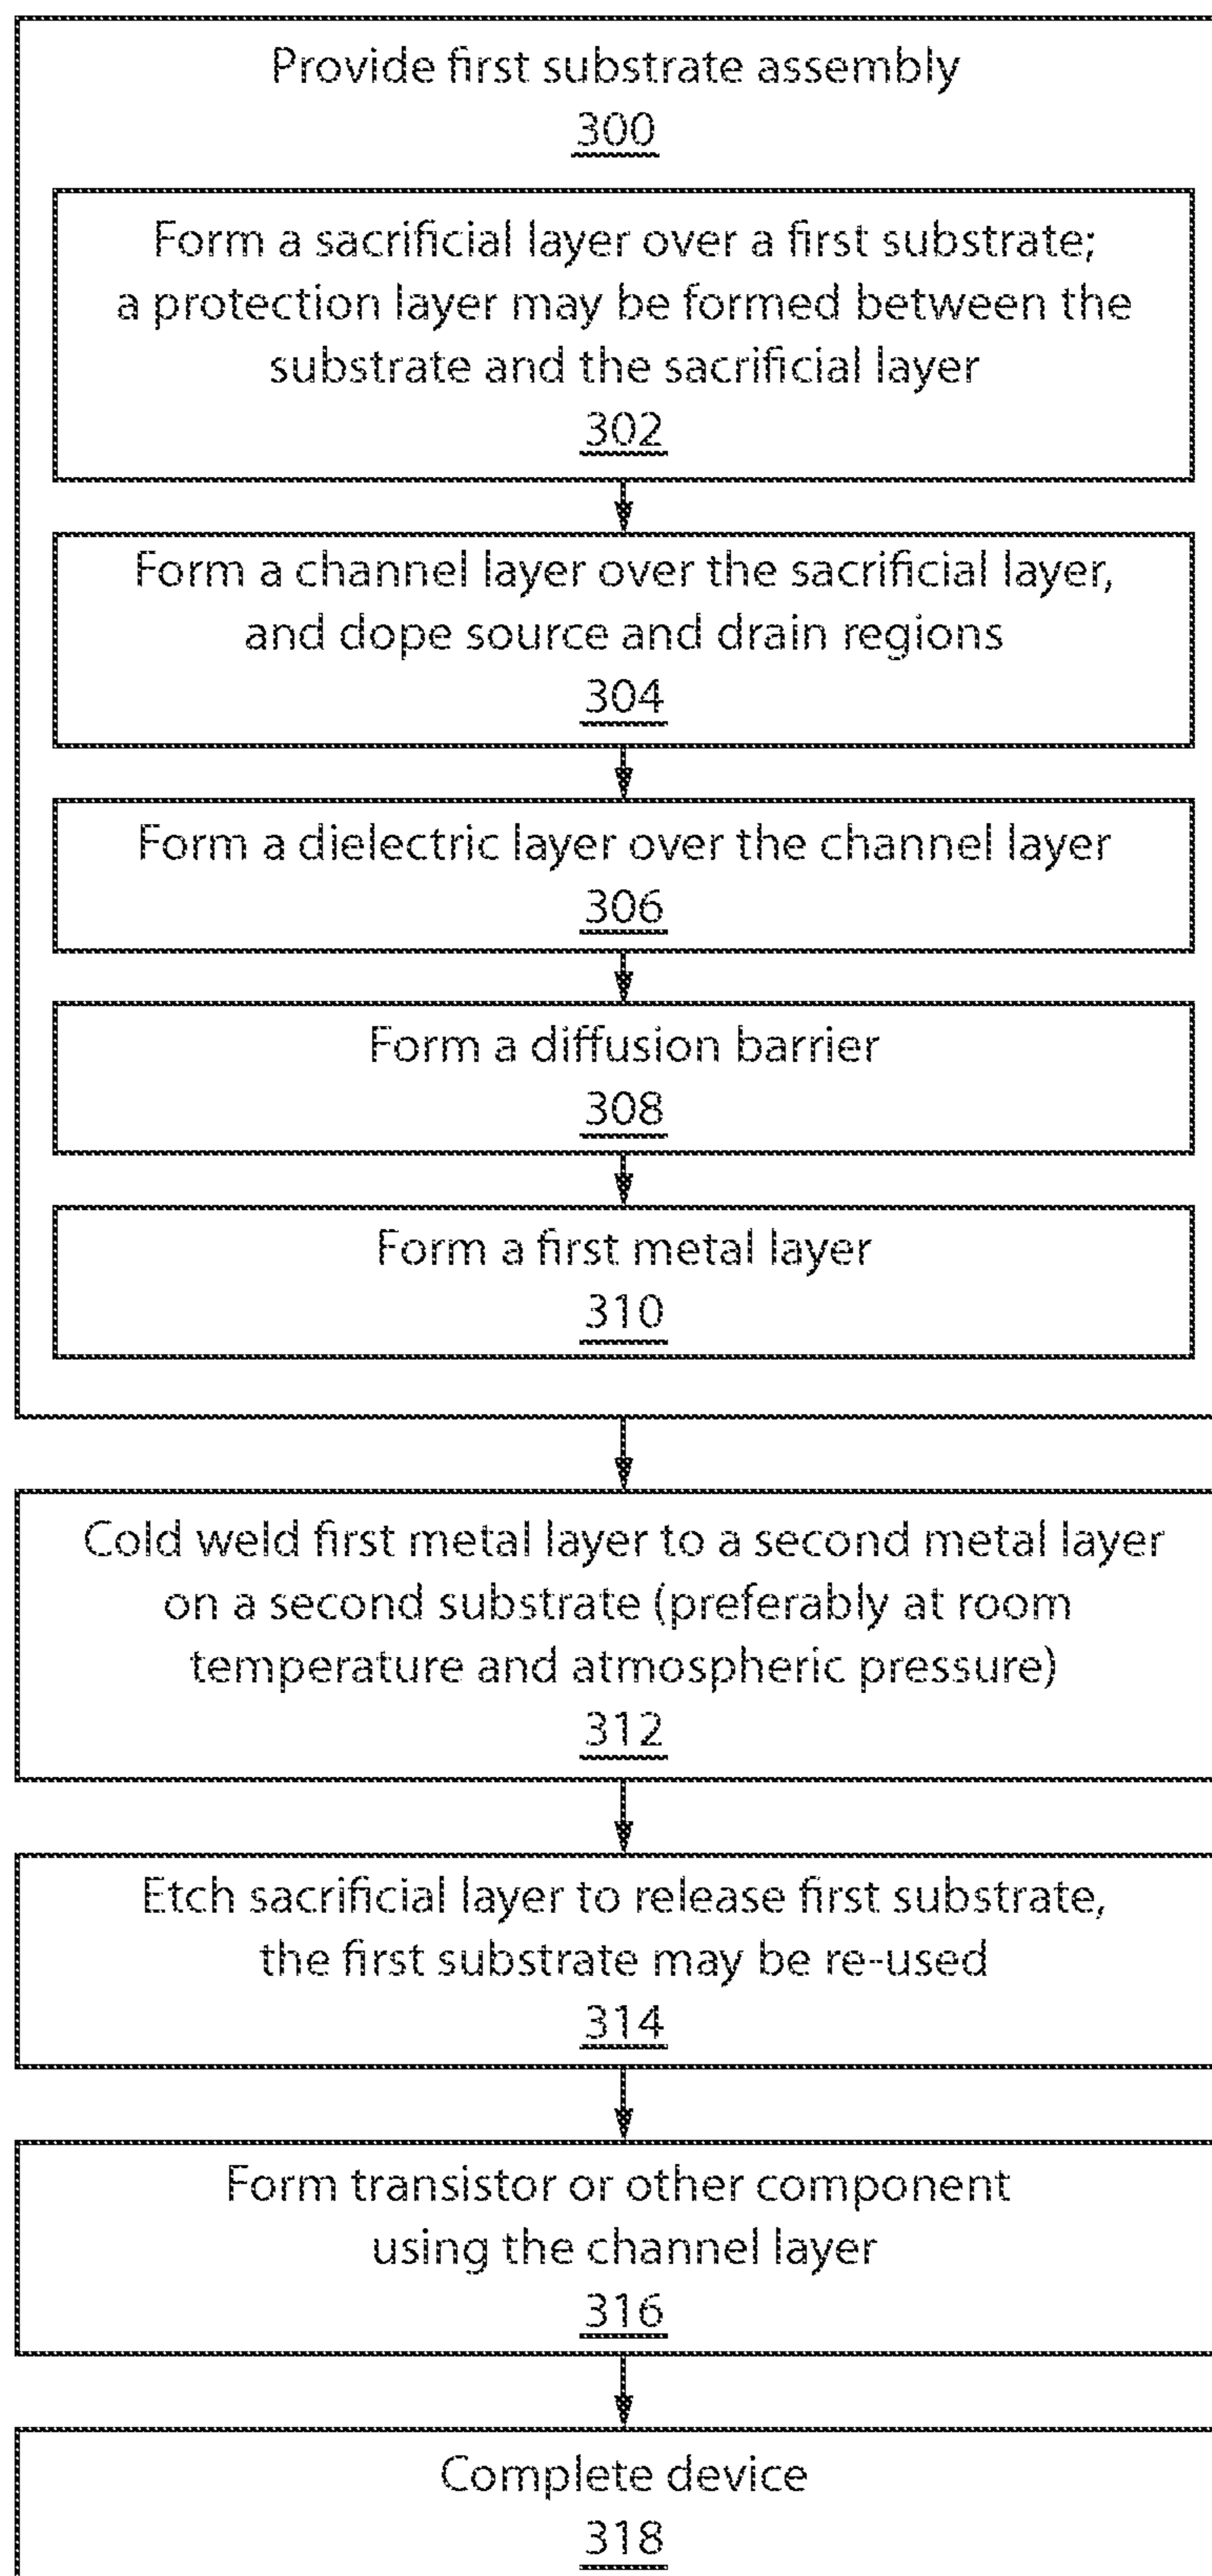 Provide first substrate assembly
300
Form a sacrificial layer over a first substrate;
a protection layer may be formed between the
substrate and the sacrificial layer
302
Form a channel layer over the sacrificial layer,
and dope source and drain regions
304
Form a dielectric layer over the channel layer
306
Form a diffusion barrier
308
Form a first metal layer
310
Cold weld first metal layer to a second metal layer
on a second substrate (preferably at room
temperature and atmospheric pressure)
312
Etch sacrificial layer to release first substrate,
the first substrate may be re-used
314
Form transistor or other component
using the channel layer
316
Complete device
318